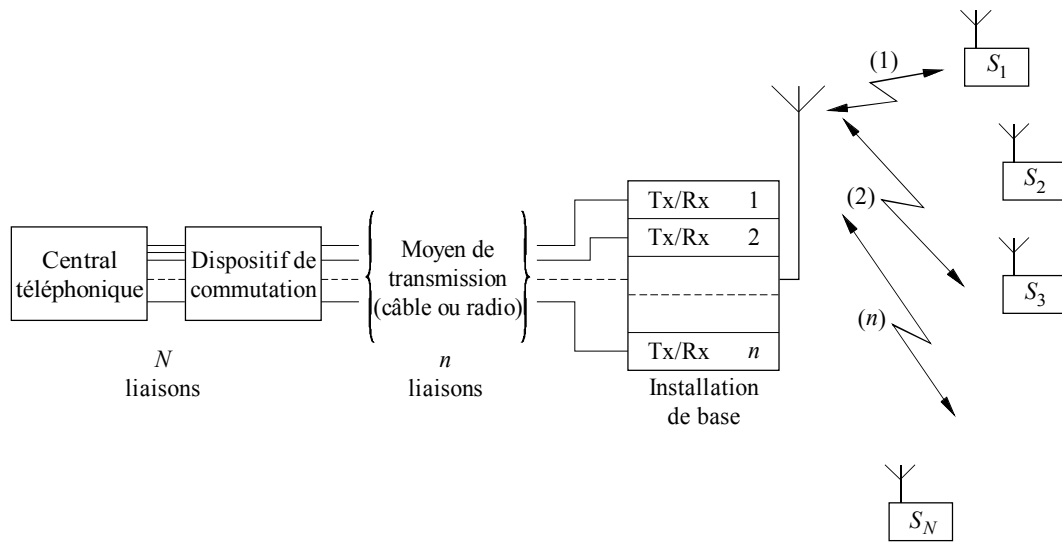 (1)
S1
S2
(2)
Tx/Rx 1
Tx/Rx 2
Central
téléphonique
Dispositif de
commutation
Moyen de
transmission
(câble ou radio)
S3
(n)
Tx/Rx n
N
liaisons
n
liaisons
Installation
de base
SN